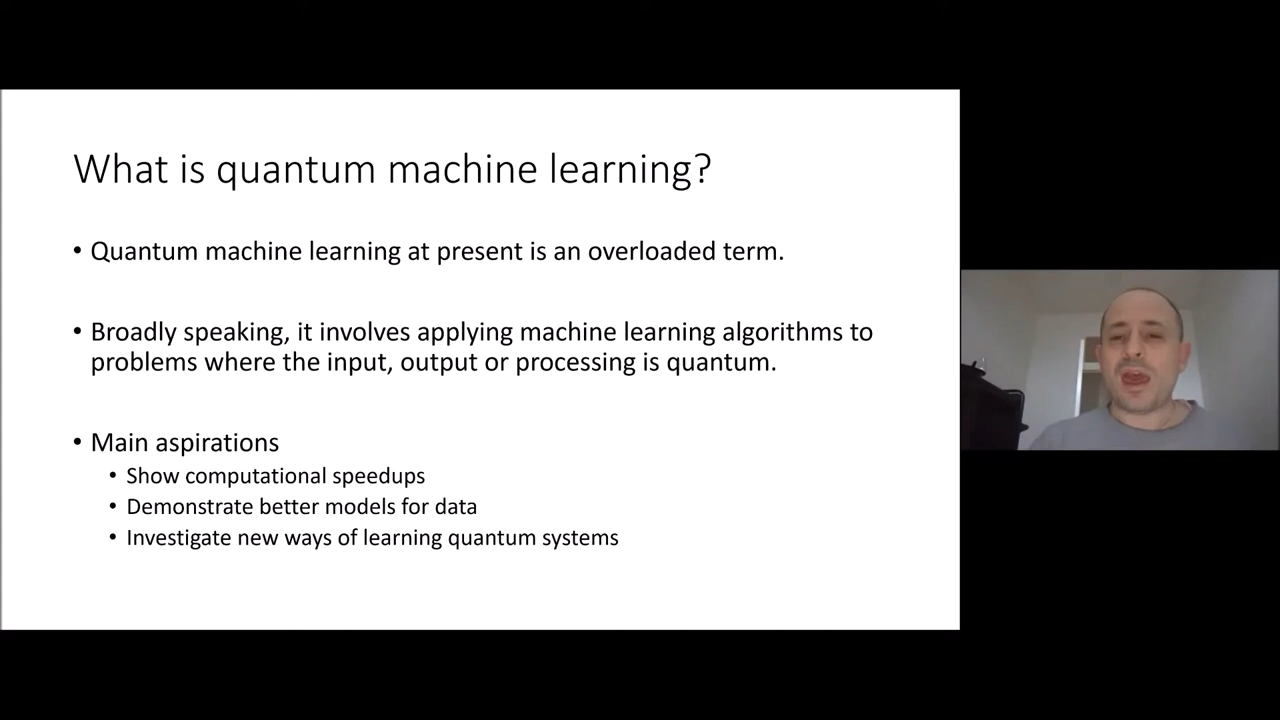 What is quantum machine learning?
• Quantum machine learning at present is an overloaded term.
• Broadly speaking, it involves applying machine learning algorithms to
problems where the input, output or processing is quantum.
• Main aspirations
• Show computational speedups
• Demonstrate better models for data
• Investigate new ways of learning quantum systems